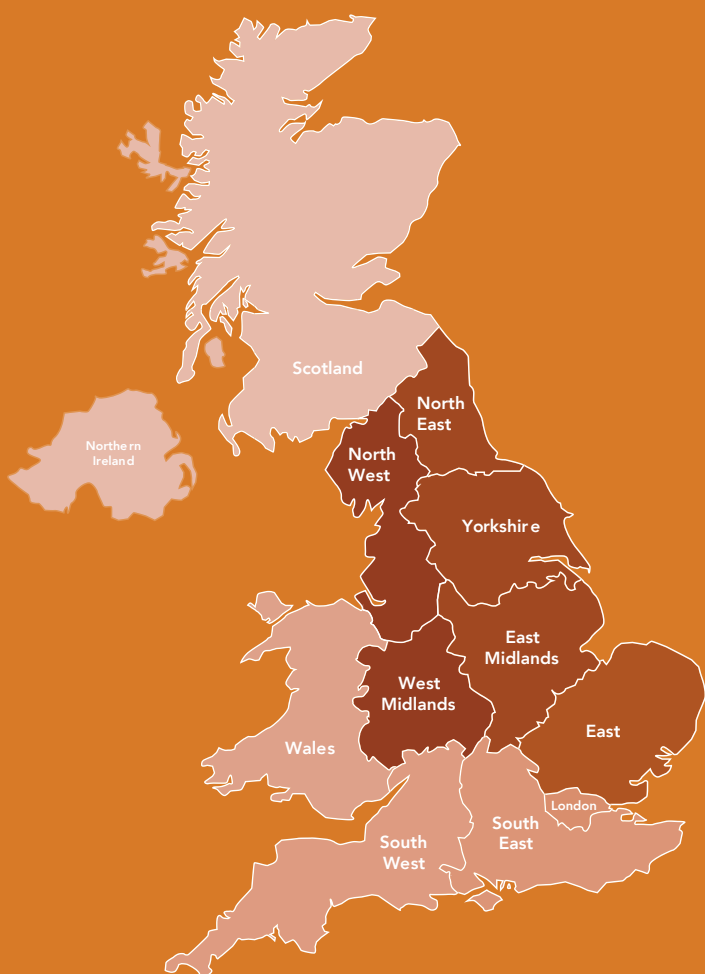 Scotland
North
East
Northern
Ireland
North
West
Yorkshire
East
Midlands
West
Midlands
East
Wales
London
South
East
South
West